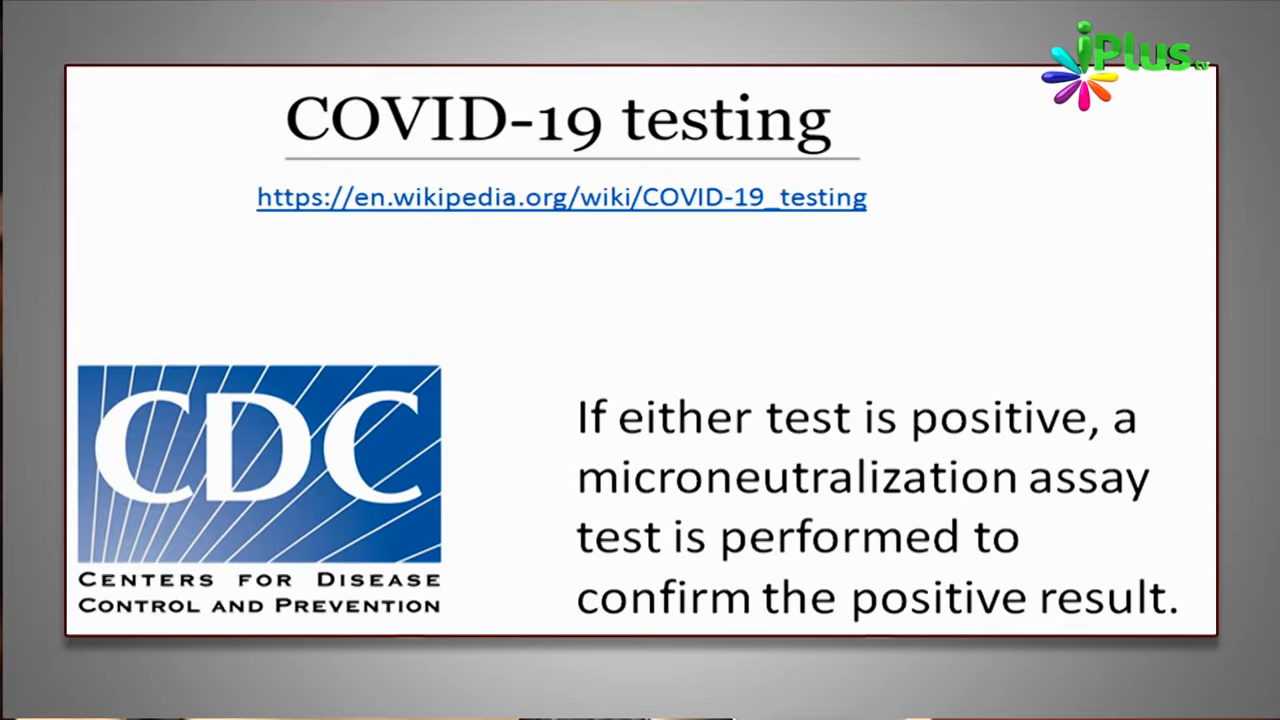 iPlus tv
COVID-19 testing
https://en.wikipedia.org/wiki/COVID-19_testing
CDC
CENTERS FOR DISEASE
CONTROL AND PREVENTION
If either test is positive, a
microneutralization assay
test is performed to
confirm the positive result.